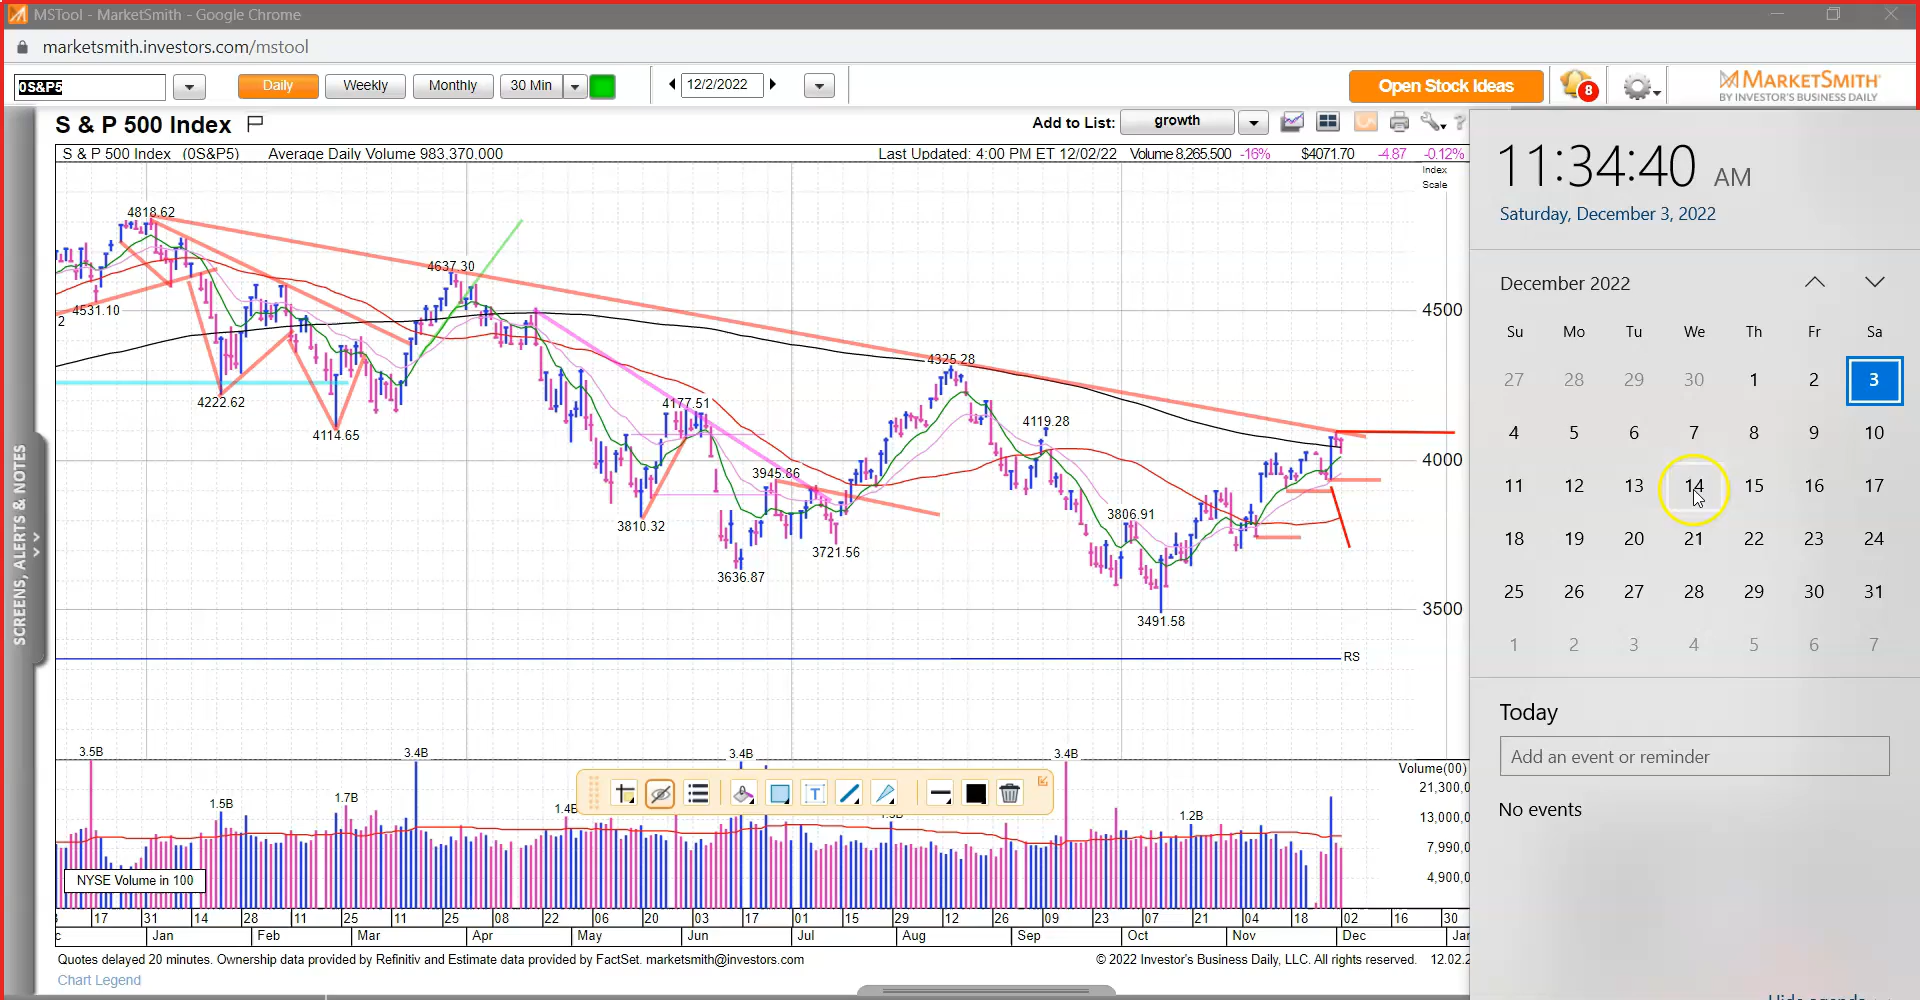 MSTool - MarketSmith - Google Chrome
marketsmith.investors.com/mstool
0S&P5
Daily
Weekly
Monthly
30 Min
12/2/2022
Open Stock Ideas
8
MARKETSMITH
BY INVESTOR'S BUSINESS DAILY
S & P 500 Index
Add to List:
growth
?
S & P 500 Index (0S&P5) Average Daily Volume 983,370,000
Last Updated: 4:00 PM ET 12/02/22 Volume 8,265,500 -16% $4071.70 -4.87 -0.12%
Index
Scale
4818.62
4637.30
4531.10
2
4500
4325.28
4222.62
4177.51
4119.28
4114.65
4000
3945.86
3810.32
3806.91
3721.56
3636.87
3491.58
3500
RS
3.5B
3.4B
3.4B
3.4B
Volume(00)
21,300,0
1.5B
1.7B
1.4B
1.2B
13,000,0
7,990,0
4,900,0
NYSE Volume in 100
T
17 31 14 28 11 25 11 25 08 22 06 20 03 17 01 15 29 12 26 09 23 07 21 04 18 02 16 30
c Jan Feb Mar Apr May Jun Jul Aug Sep Oct Nov Dec Jan
Quotes delayed 20 minutes. Ownership data provided by Refinitiv and Estimate data provided by FactSet. marketsmith@investors.com
© 2022 Investor's Business Daily, LLC. All rights reserved. 12.02.2
Chart Legend
SCREENS, ALERTS & NOTES
11:34:40 AM
Saturday, December 3, 2022
December 2022
Su Mo Tu We Th Fr Sa
27 28 29 30 1 2 3
4 5 6 7 8 9 10
11 12 13 14 15 16 17
18 19 20 21 22 23 24
25 26 27 28 29 30 31
1 2 3 4 5 6 7
Today
Add an event or reminder
No events
Hide agenda